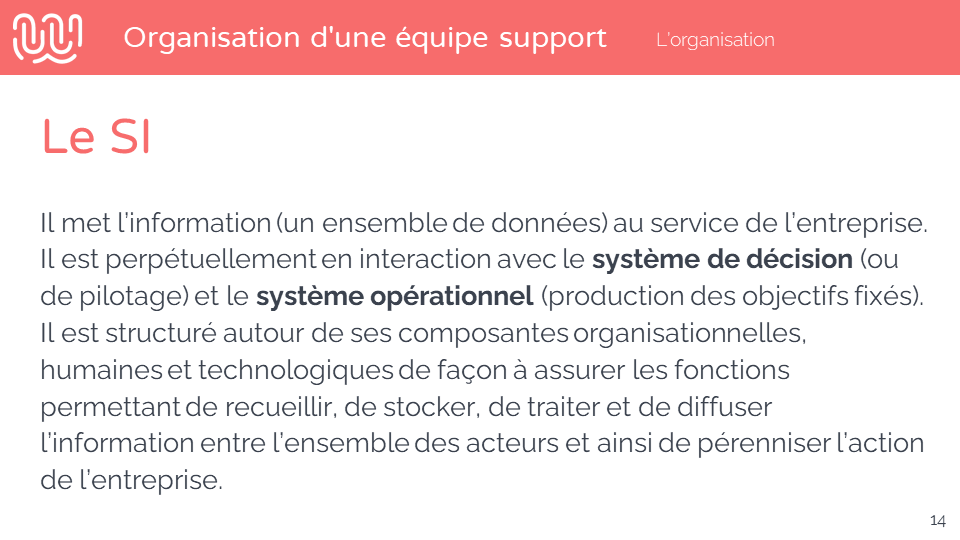 Organisation d'une équipe support
L'organisation
Le SI
Il met l'information (un ensemble de données) au service de l'entreprise.
Il est perpétuellement en interaction avec le système de décision (ou
de pilotage) et le système opérationnel (production des objectifs fixés).
Il est structuré autour de ses composantes organisationnelles,
humaines et technologiques de façon à assurer les fonctions
permettant de recueillir, de stocker, de traiter et de diffuser
l'information entre l'ensemble des acteurs et ainsi de pérenniser l'action
de l'entreprise.
14